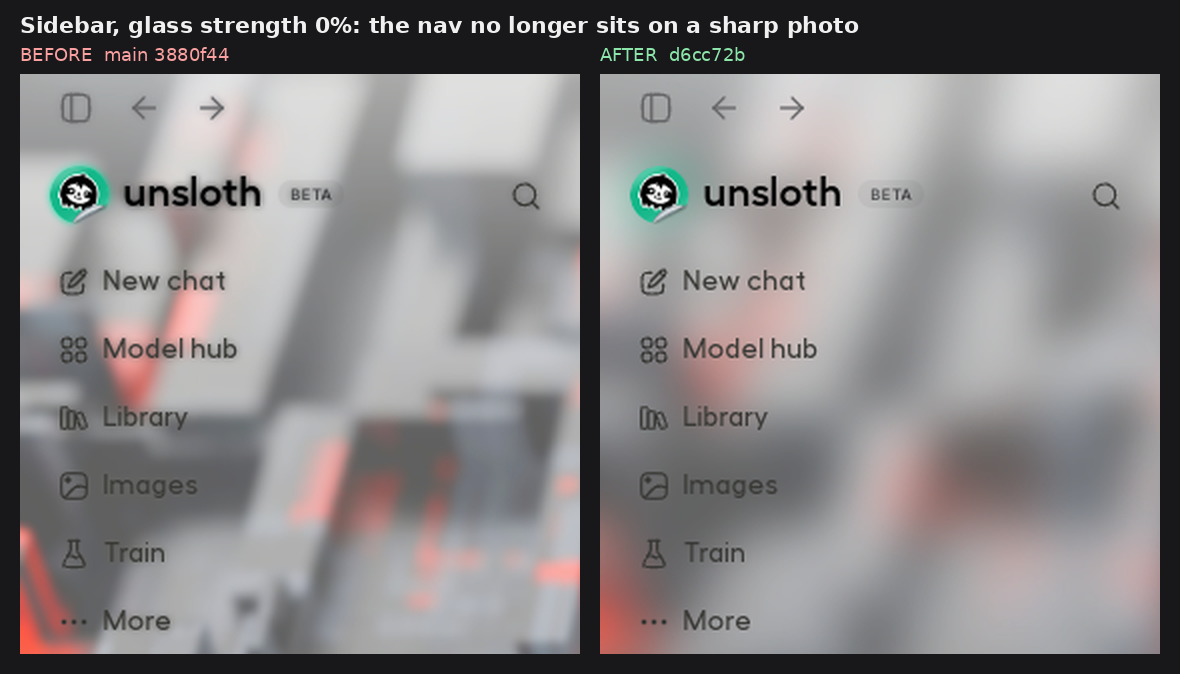 Sidebar, glass strength 0%: the nav no longer sits on a sharp photo
BEFORE main 3880f44
AFTER d6cc72b
unsloth BETA
New chat
Model hub
Library
Images
Train
More
unsloth BETA
New chat
Model hub
Library
Images
Train
More